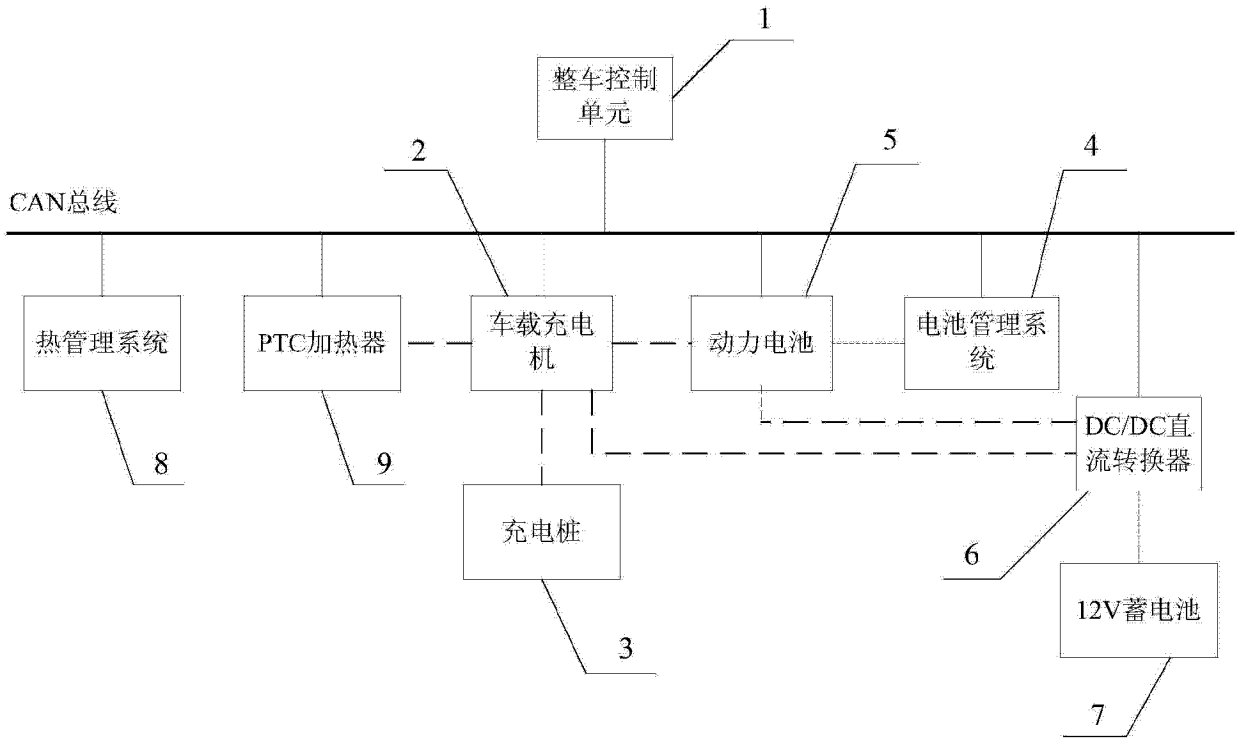 1
整车控制
单元
2
5
4
CAN总线
热管理系统
PTC加热器
车载充电
机
动力电池
电池管理系
统
DC/DC直
流转换器
8
9
充电桩
6
12V蓄电池
3
7